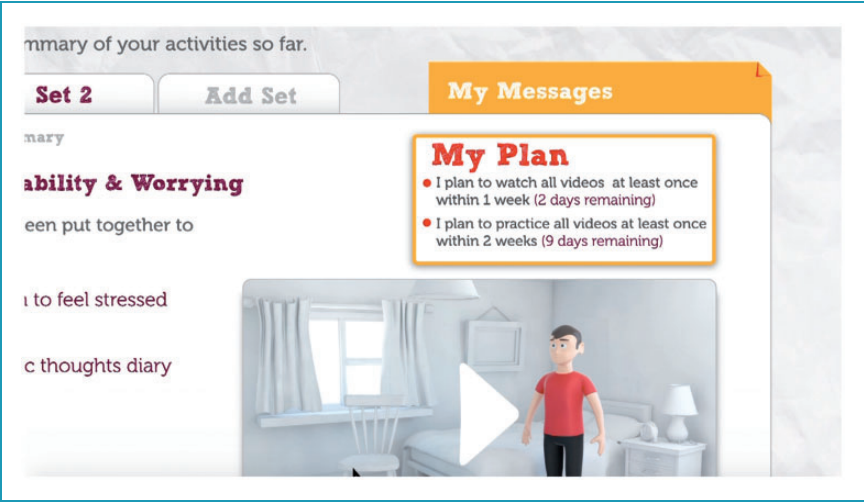 mmary of your activities so far.
Set 2
Add Set
My Messages
mary
ability & Worrying
een put together to
to feel stressed
c thoughts diary
My Plan
I plan to watch all videos at least once
within 1 week (2 days remaining)
I plan to practice all videos at least once
within 2 weeks (9 days remaining)